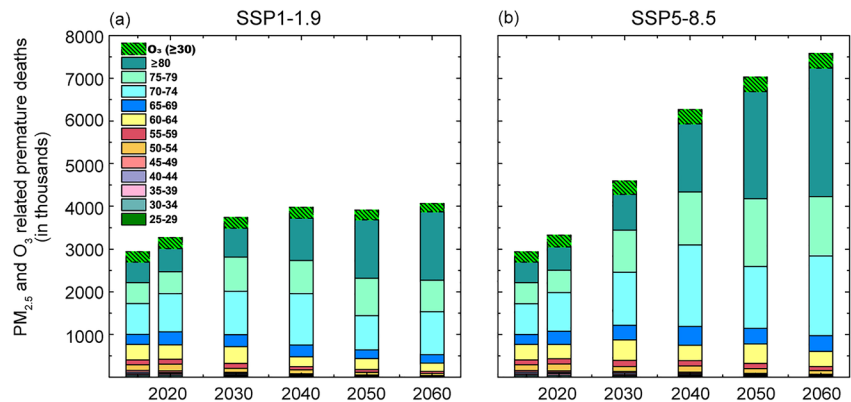 (a) SSP1-1.9
(b) SSP5-8.5
PM2.5 and O3 related premature deaths
(in thousands)
8000
7000
6000
5000
4000
3000
2000
1000
O₃ (≥30)
≥80
75-79
70-74
65-69
60-64
55-59
50-54
45-49
40-44
35-39
30-34
25-29
2020 2030 2040 2050 2060
2020 2030 2040 2050 2060